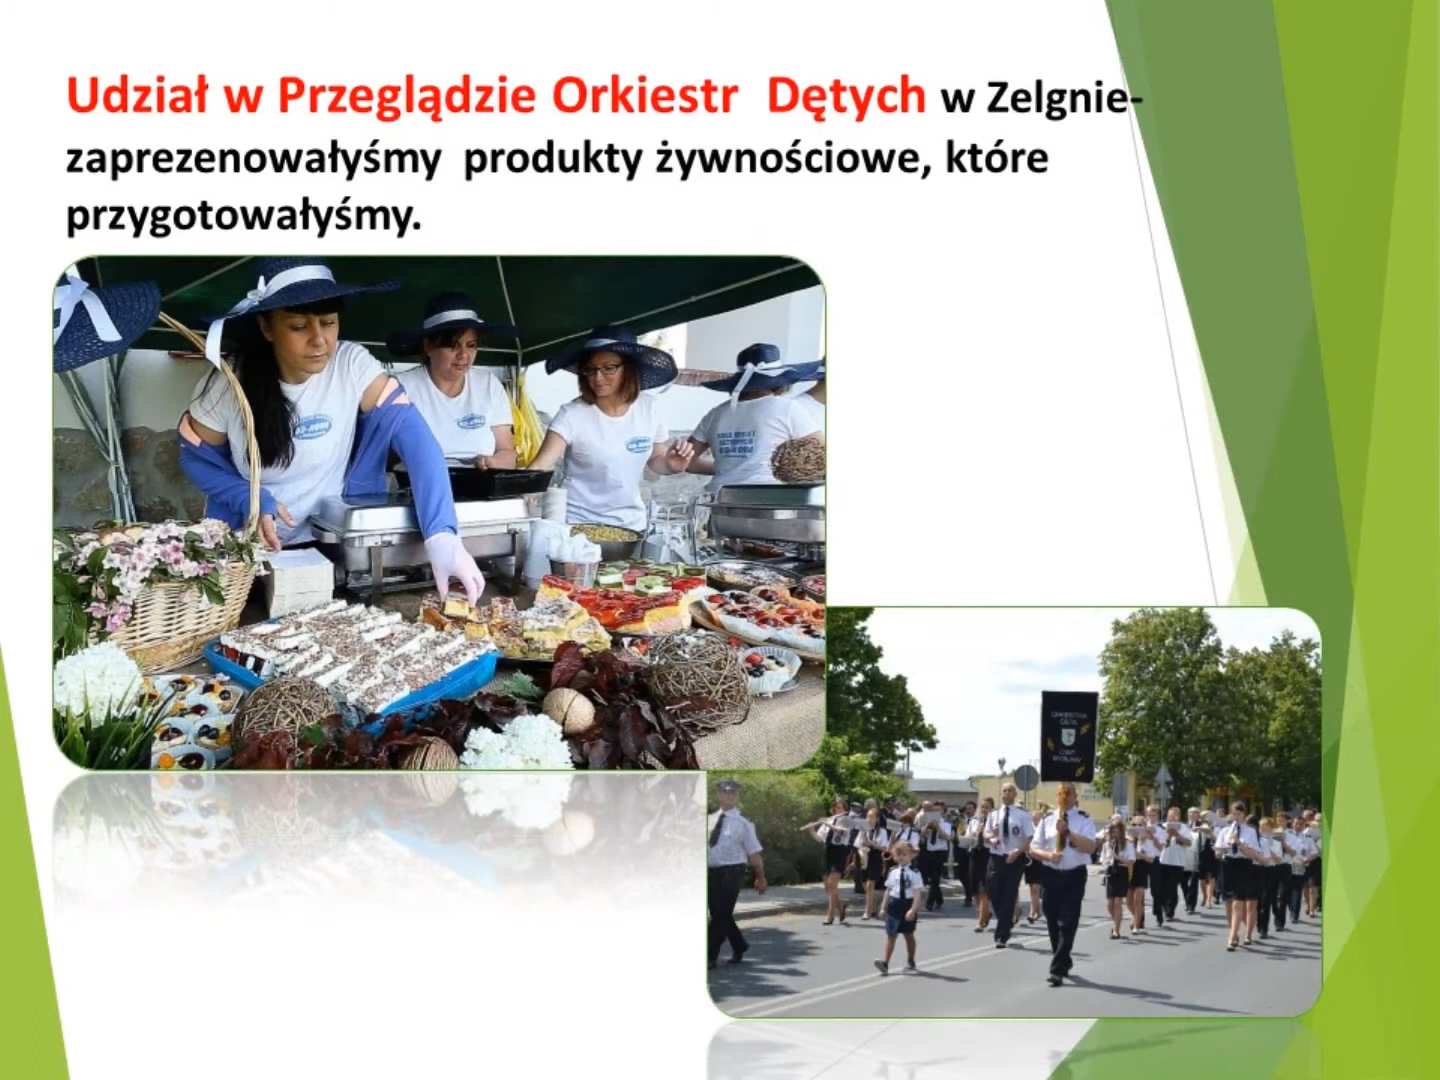 Udział w Przeglądzie Orkiestr Dętych w Zelgnie-
zaprezenowałyśmy produkty żywnościowe, które
przygotowałyśmy.